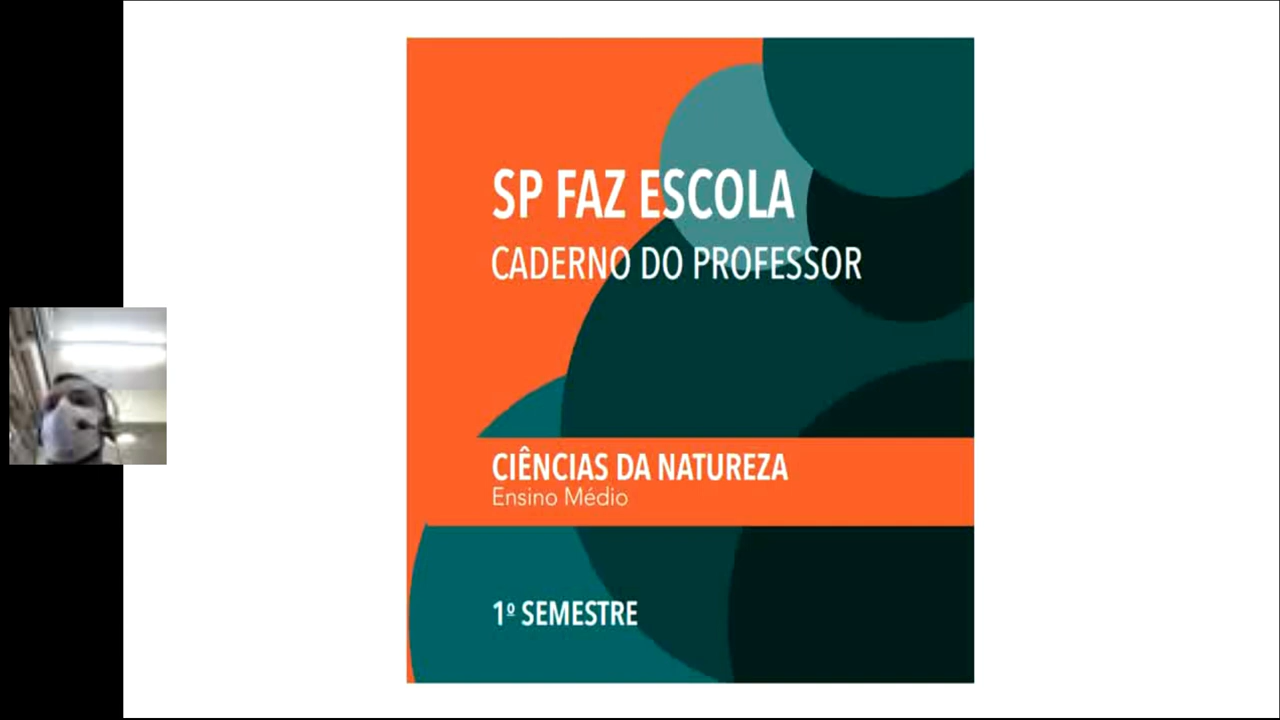 SP FAZ ESCOLA
CADERNO DO PROFESSOR
CIÊNCIAS DA NATUREZA
Ensino Médio
1º SEMESTRE